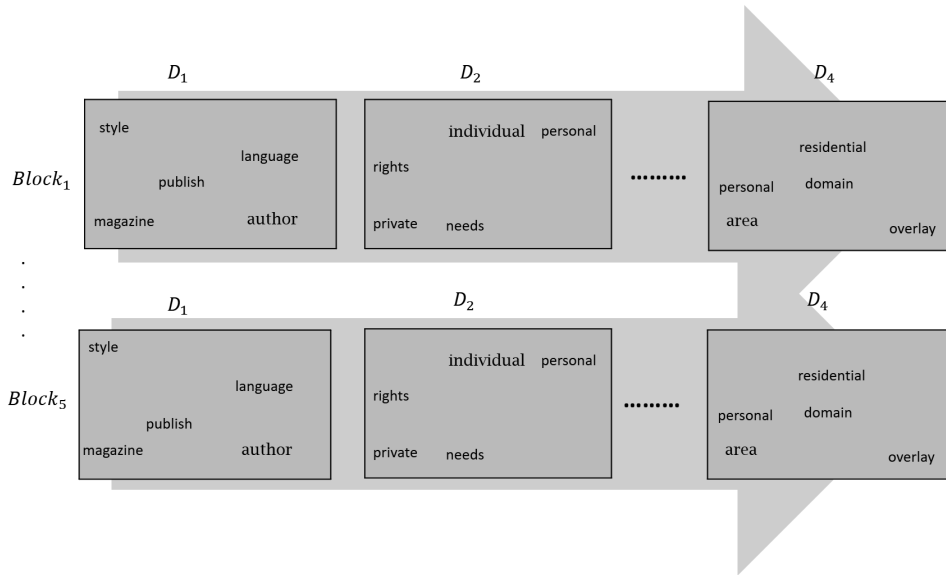 D₁ D₂ D₄
Block₁
style
language
publish
magazine
author
individual personal
rights
private needs
.........
residential
personal domain
area
overlay
.
.
.
.
D₁ D₂ D₄
Block₅
style
language
publish
magazine
author
individual personal
rights
private needs
.........
residential
personal domain
area
overlay